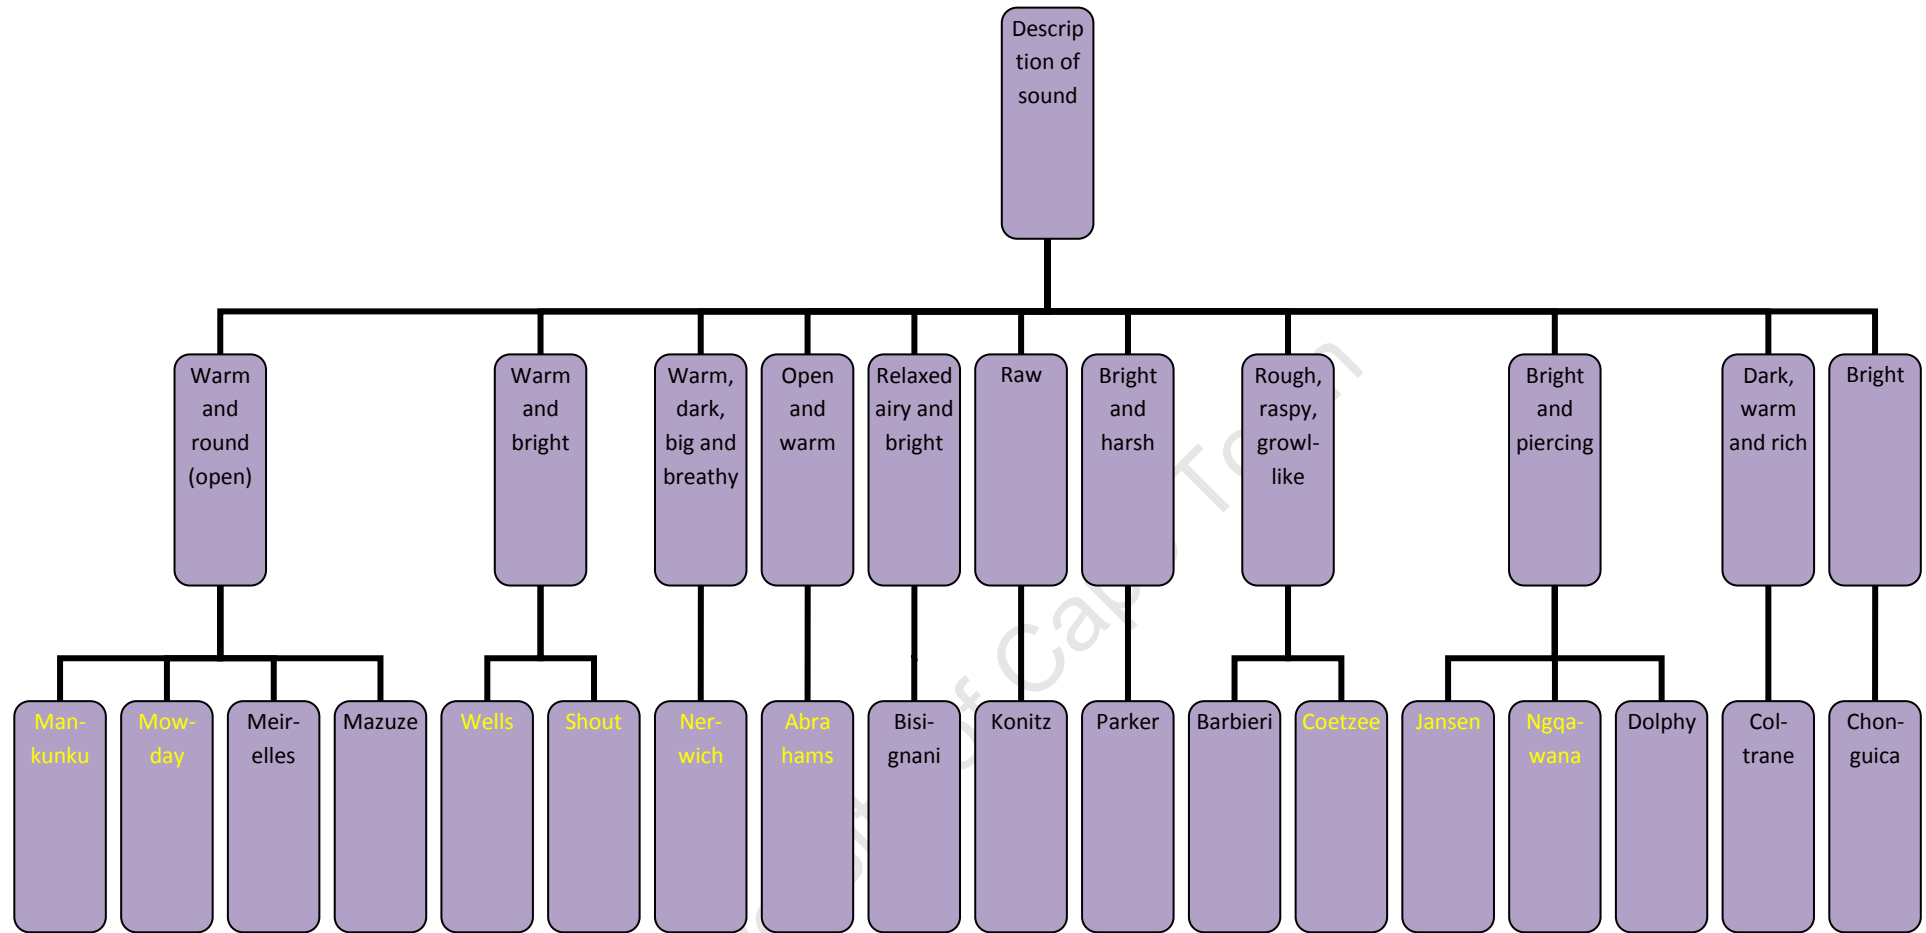 Descrip
tion of
sound
Warm
and
round
(open)
Warm
and
bright
Warm,
dark,
big and
breathy
Open
and
warm
Relaxed
airy and
bright
Raw
Bright
and
harsh
Rough,
raspy,
growl-
like
Bright
and
piercing
Dark,
warm
and rich
Bright
Man-
kunku
Mow-
day
Meir-
elles
Mazuze
Wells
Shout
Ner-
wich
Abra
hams
Bisi-
gnani
Konitz
Parker
Barbieri
Coetzee
Jansen
Ngqa-
wana
Dolphy
Col-
trane
Chon-
guica
of Cape Town